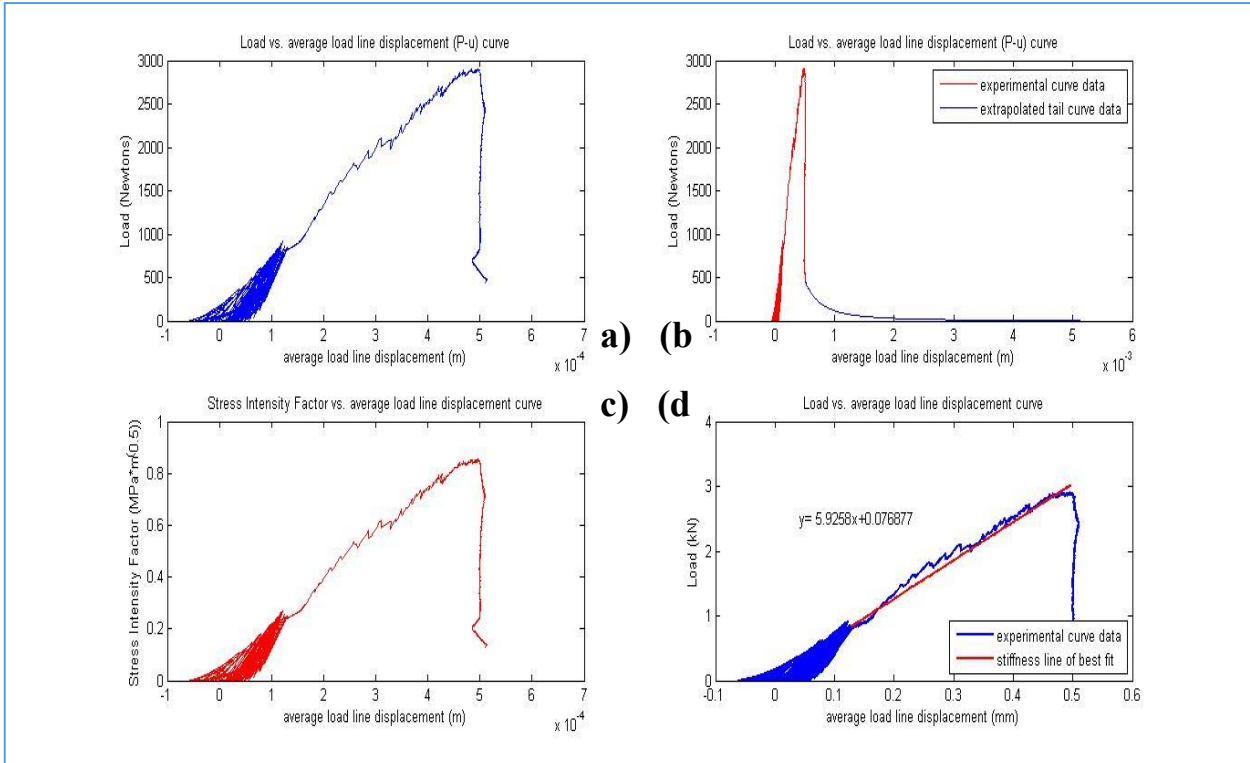 Load vs. average load line displacement (P-u) curve
3000
2500
2000
1500
1000
500
0
Load (Newtons)
-1 0 1 2 3 4 5 6 7
average load line displacement (m)
x 10^-4
a)
Load vs. average load line displacement (P-u) curve
experimental curve data
extrapolated tail curve data
3000
2500
2000
1500
1000
500
0
Load (Newtons)
-1 0 1 2 3 4 5 6
average load line displacement (m)
x 10^-3
(b
Stress Intensity Factor vs. average load line displacement curve
1
0.8
0.6
0.4
0.2
0
Stress Intensity Factor (MPa*m^(0.5))
-1 0 1 2 3 4 5 6 7
average load line displacement (m)
x 10^-4
c)
Load vs. average load line displacement curve
y= 5.9258x+0.076877
experimental curve data
stiffness line of best fit
4
3
2
1
0
Load (kN)
-0.1 0 0.1 0.2 0.3 0.4 0.5 0.6
average load line displacement (mm)
(d